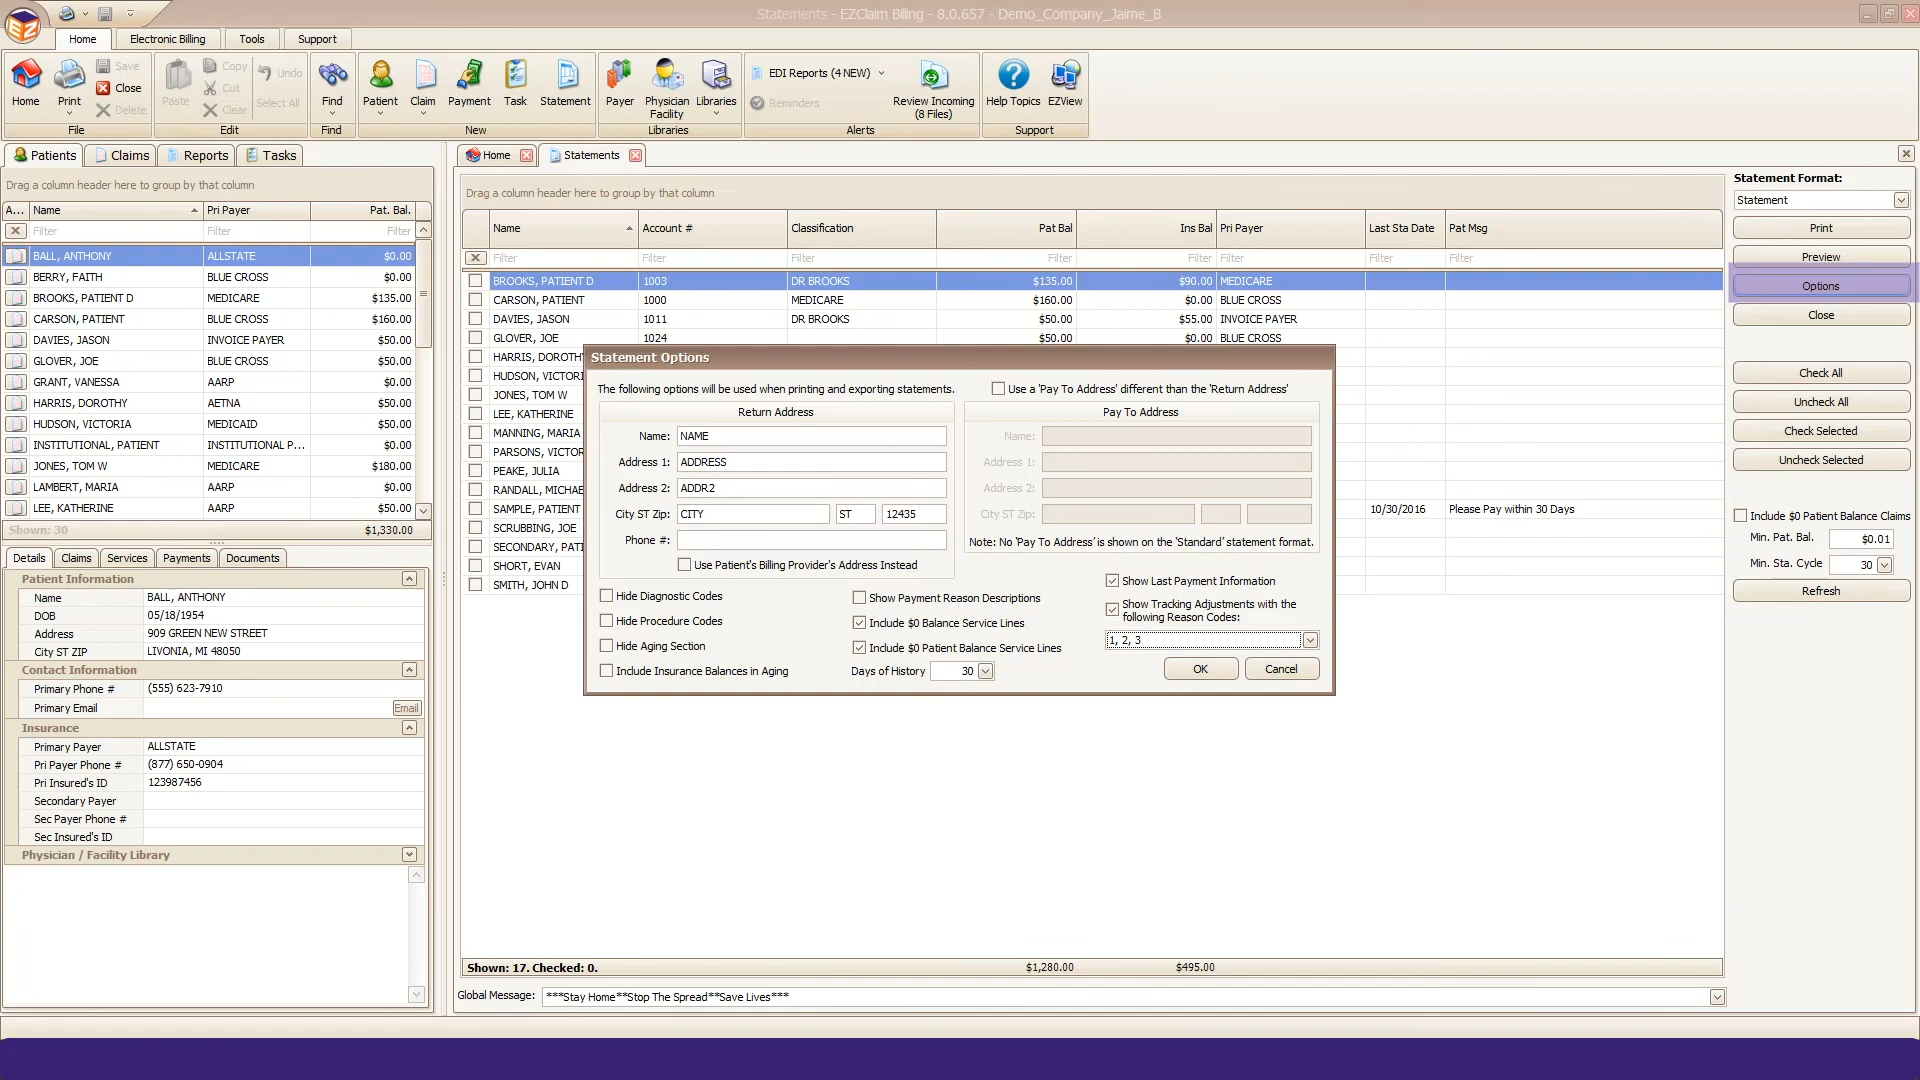 Statements - EZClaim Billing - 8.0.657 - Demo_Company_Jaime_B
Home Electronic Billing Tools Support
Home Print Save Close Delete
Paste Copy Cut Clear Undo Select All
Find Patient Claim Payment Task Statement
Payer Physician Facility Libraries
EDI Reports (4 NEW) Reminders Review Incoming (8 Files)
Help Topics EZView
File Edit Find New Libraries Alerts Support
Patients Claims Reports Tasks
Drag a column header here to group by that column
A... Name Pri Payer Pat. Bal.
Filter Filter Filter
BALL, ANTHONY ALLSTATE $0.00
BERRY, FAITH BLUE CROSS $0.00
BROOKS, PATIENT D MEDICARE $135.00
CARSON, PATIENT BLUE CROSS $160.00
DAVIES, JASON INVOICE PAYER $50.00
GLOVER, JOE BLUE CROSS $50.00
GRANT, VANESSA AARP $0.00
HARRIS, DOROTHY AETNA $50.00
HUDSON, VICTORIA MEDICAID $50.00
INSTITUTIONAL, PATIENT INSTITUTIONAL P... $0.00
JONES, TOM W MEDICARE $180.00
LAMBERT, MARIA AARP $0.00
LEE, KATHERINE AARP $50.00
Shown: 30 $1,330.00
Details Claims Services Payments Documents
Patient Information
Name BALL, ANTHONY
DOB 05/18/1954
Address 909 GREEN NEW STREET
City ST ZIP LIVONIA, MI 48050
Contact Information
Primary Phone # (555) 623-7910
Primary Email Email
Insurance
Primary Payer ALLSTATE
Pri Payer Phone # (877) 650-0904
Pri Insured's ID 123987456
Secondary Payer
Sec Payer Phone #
Sec Insured's ID
Physician / Facility Library
Home Statements
Drag a column header here to group by that column
Name Account # Classification Pat Bal Ins Bal Pri Payer Last Sta Date Pat Msg
Filter Filter Filter Filter Filter Filter Filter Filter
BROOKS, PATIENT D 1003 DR BROOKS $135.00 $90.00 MEDICARE
CARSON, PATIENT 1000 MEDICARE $160.00 $0.00 BLUE CROSS
DAVIES, JASON 1011 DR BROOKS $50.00 $55.00 INVOICE PAYER
GLOVER, JOE 1024 $50.00 $0.00 BLUE CROSS
HARRIS, DOROTHY
HUDSON, VICTORI
JONES, TOM W
LEE, KATHERINE
MANNING, MARIA
PARSONS, VICTOR
PEAKE, JULIA
RANDALL, MICHAE
SAMPLE, PATIENT 10/30/2016 Please Pay within 30 Days
SCRUBBING, JOE
SECONDARY, PATI
SHORT, EVAN
SMITH, JOHN D
Shown: 17. Checked: 0. $1,280.00 $495.00
Global Message: ***Stay Home**Stop The Spread**Save Lives***
Statement Options
The following options will be used when printing and exporting statements.
Return Address
Name: NAME
Address 1: ADDRESS
Address 2: ADDR2
City ST Zip: CITY ST 12435
Phone #:
Use Patient's Billing Provider's Address Instead
Use a 'Pay To Address' different than the 'Return Address'
Pay To Address
Name:
Address 1:
Address 2:
City ST Zip:
Note: No 'Pay To Address' is shown on the 'Standard' statement format.
Hide Diagnostic Codes
Hide Procedure Codes
Hide Aging Section
Include Insurance Balances in Aging
Show Payment Reason Descriptions
Include $0 Balance Service Lines
Include $0 Patient Balance Service Lines
Days of History 30
Show Last Payment Information
Show Tracking Adjustments with the
following Reason Codes:
1, 2, 3
OK Cancel
Statement Format:
Statement
Print
Preview
Options
Close
Check All
Uncheck All
Check Selected
Uncheck Selected
Include $0 Patient Balance Claims
Min. Pat. Bal. $0.01
Min. Sta. Cycle 30
Refresh